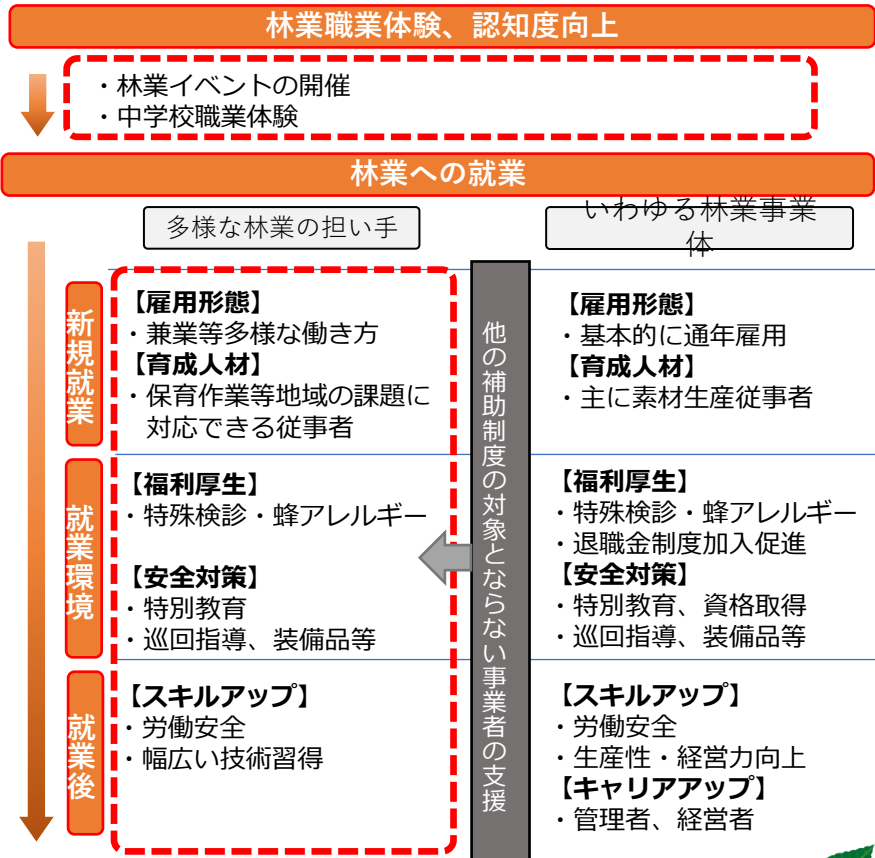 林業職業体験、認知度向上
・林業イベントの開催
・中学校職業体験
林業への就業
多様な林業の担い手
いわゆる林業事業
体
新規就業
【雇用形態】
・兼業等多様な働き方
【育成人材】
・保育作業等地域の課題に
対応できる従事者
就業環境
【福利厚生】
・特殊検診・蜂アレルギー
【安全対策】
・特別教育
・巡回指導、装備品等
就業後
【スキルアップ】
・労働安全
・幅広い技術習得
他の補助制度の対象とならない事業者の支援
【雇用形態】
・基本的に通年雇用
【育成人材】
・主に素材生産従事者
【福利厚生】
・特殊検診・蜂アレルギー
・退職金制度加入促進
【安全対策】
・特別教育、資格取得
・巡回指導、装備品等
【スキルアップ】
・労働安全
・生産性・経営力向上
【キャリアアップ】
・管理者、経営者